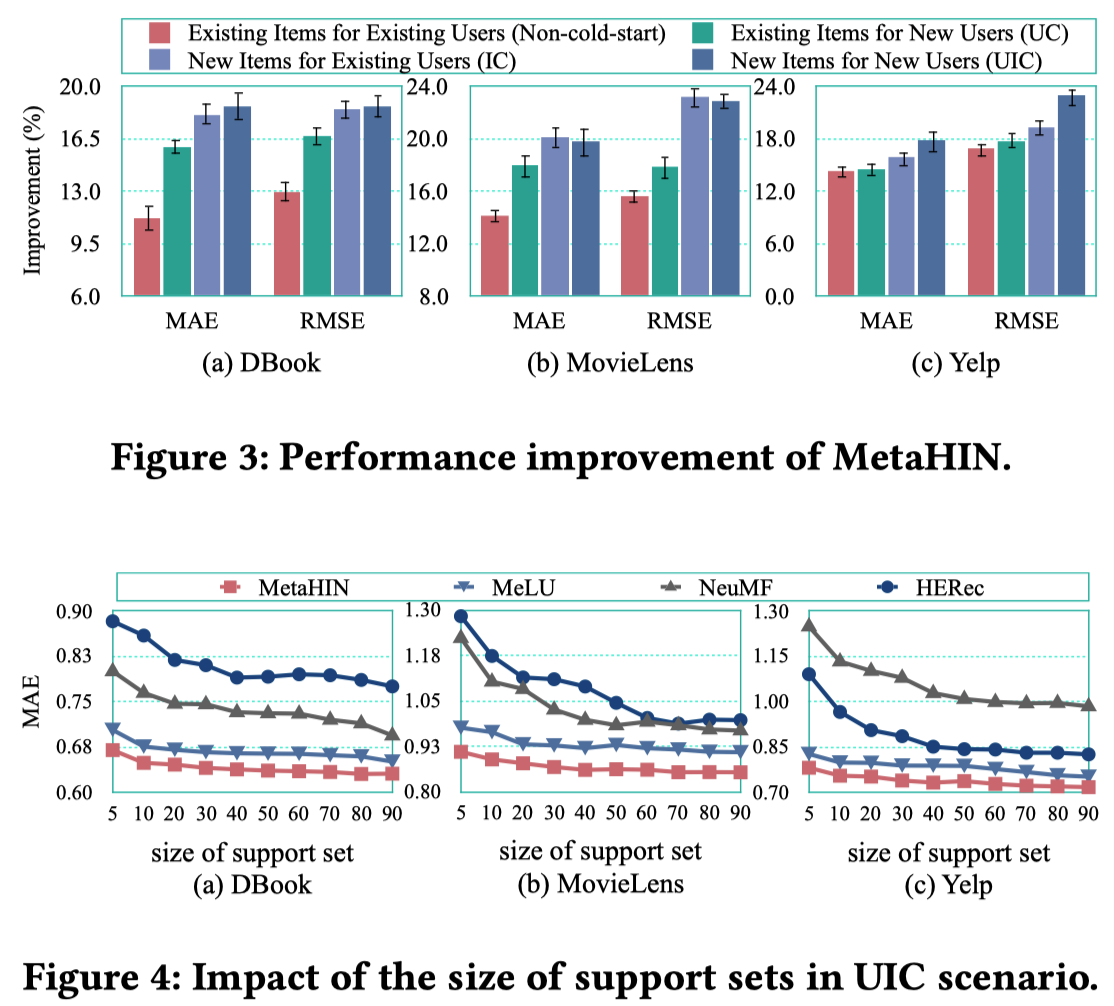 Existing Items for Existing Users (Non-cold-start) Existing Items for New Users (UC)
New Items for Existing Users (IC) New Items for New Users (UIC)
Improvement (%)
20.0
16.5
13.0
9.5
6.0
MAE RMSE
(a) DBook
24.0
20.0
16.0
12.0
8.0
MAE RMSE
(b) MovieLens
24.0
18.0
12.0
6.0
0.0
MAE RMSE
(c) Yelp
Figure 3: Performance improvement of MetaHIN.
MetaHIN MeLU NeuMF HERec
MAE
0.90
0.83
0.75
0.68
0.60
5 10 20 30 40 50 60 70 80 90
size of support set
(a) DBook
1.30
1.18
1.05
0.93
0.80
5 10 20 30 40 50 60 70 80 90
size of support set
(b) MovieLens
1.30
1.15
1.00
0.85
0.70
5 10 20 30 40 50 60 70 80 90
size of support set
(c) Yelp
Figure 4: Impact of the size of support sets in UIC scenario.